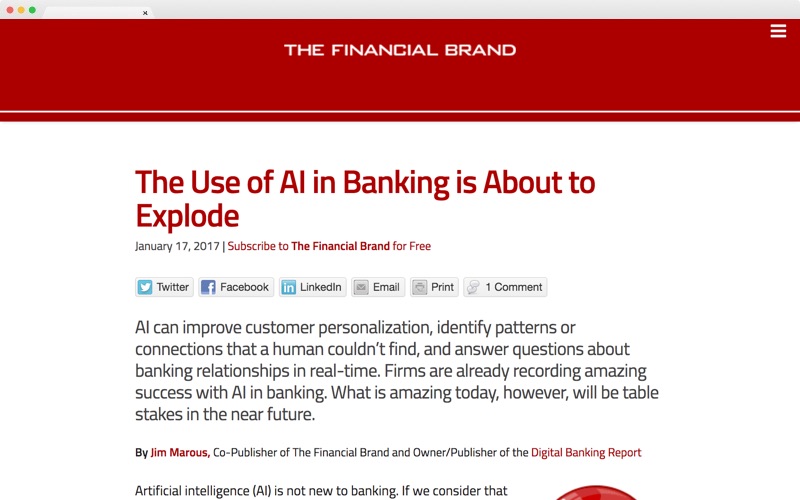 THE FINANCIAL BRAND
The Use of AI in Banking is About to
Explode
January 17, 2017 | Subscribe to The Financial Brand for Free
Twitter Facebook LinkedIn Email Print 1 Comment
AI can improve customer personalization, identify patterns or
connections that a human couldn’t find, and answer questions about
banking relationships in real-time. Firms are already recording amazing
success with AI in banking. What is amazing today, however, will be table
stakes in the near future.
By Jim Marous, Co-Publisher of The Financial Brand and Owner/Publisher of the Digital Banking Report
Artificial intelligence (AI) is not new to banking. If we consider that